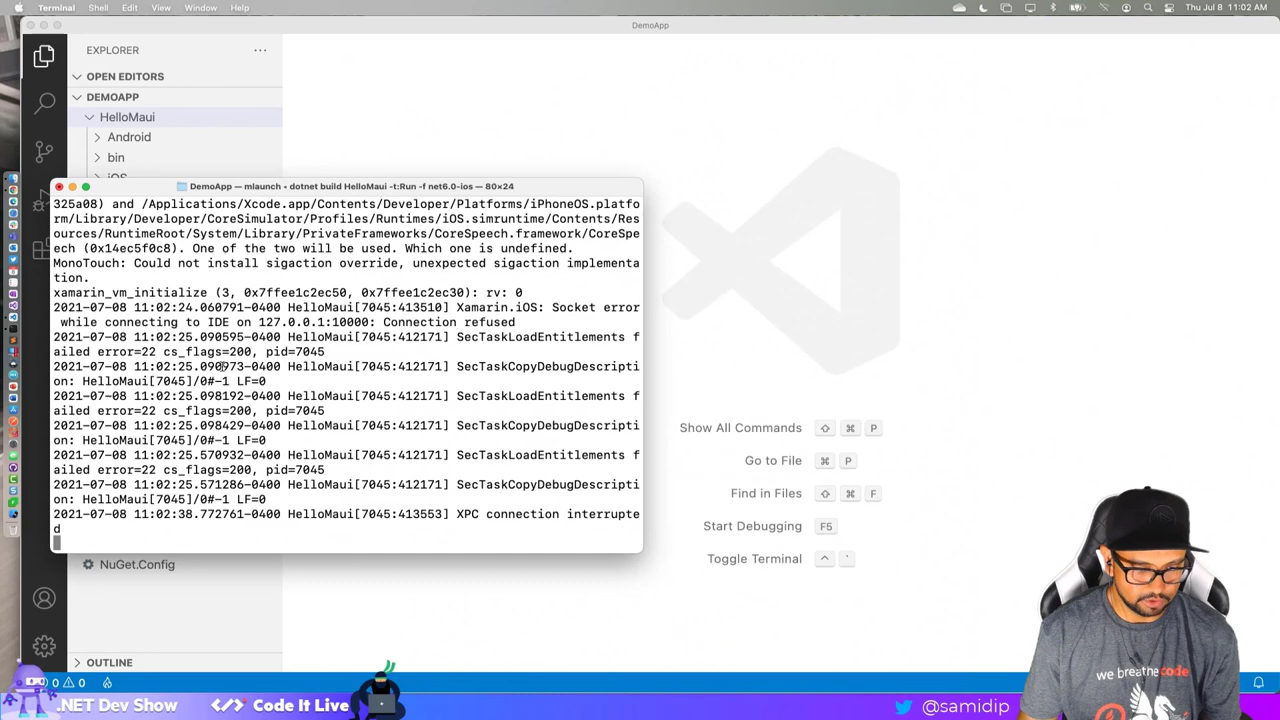 Terminal Shell Edit View Window Help
Thu Jul 8 11:02 AM
DemoApp
EXPLORER
OPEN EDITORS
DEMOAPP
HelloMaui
Android
bin
iOS
DemoApp — mlaunch • dotnet build HelloMaui -t:Run -f net6.0-ios — 80×24
325a08) and /Applications/Xcode.app/Contents/Developer/Platforms/iPhoneOS.platfo
rm/Library/Developer/CoreSimulator/Profiles/Runtimes/iOS.simruntime/Contents/Res
ources/RuntimeRoot/System/Library/PrivateFrameworks/CoreSpeech.framework/CoreSpe
ech (0x14ec5f0c8). One of the two will be used. Which one is undefined.
MonoTouch: Could not install sigaction override, unexpected sigaction implementa
tion.
xamarin_vm_initialize (3, 0x7ffee1c2ec50, 0x7ffee1c2ec30): rv: 0
2021-07-08 11:02:24.060791-0400 HelloMaui[7045:413510] Xamarin.iOS: Socket error
while connecting to IDE on 127.0.0.1:10000: Connection refused
2021-07-08 11:02:25.090595-0400 HelloMaui[7045:412171] SecTaskLoadEntitlements f
ailed error=22 cs_flags=200, pid=7045
2021-07-08 11:02:25.090973-0400 HelloMaui[7045:412171] SecTaskCopyDebugDescripti
on: HelloMaui[7045]/0#-1 LF=0
2021-07-08 11:02:25.098192-0400 HelloMaui[7045:412171] SecTaskLoadEntitlements f
ailed error=22 cs_flags=200, pid=7045
2021-07-08 11:02:25.098429-0400 HelloMaui[7045:412171] SecTaskCopyDebugDescripti
on: HelloMaui[7045]/0#-1 LF=0
2021-07-08 11:02:25.570932-0400 HelloMaui[7045:412171] SecTaskLoadEntitlements f
ailed error=22 cs_flags=200, pid=7045
2021-07-08 11:02:25.571286-0400 HelloMaui[7045:412171] SecTaskCopyDebugDescripti
on: HelloMaui[7045]/0#-1 LF=0
2021-07-08 11:02:38.772761-0400 HelloMaui[7045:413553] XPC connection interrupte
d
Show All Commands ⇧ ⌘ P
Go to File ⌘ P
Find in Files ⇧ ⌘ F
Start Debugging F5
Toggle Terminal ^ `
NuGet.Config
OUTLINE
0 0
we breathe code
.NET Dev Show
</> Code It Live
@samidip